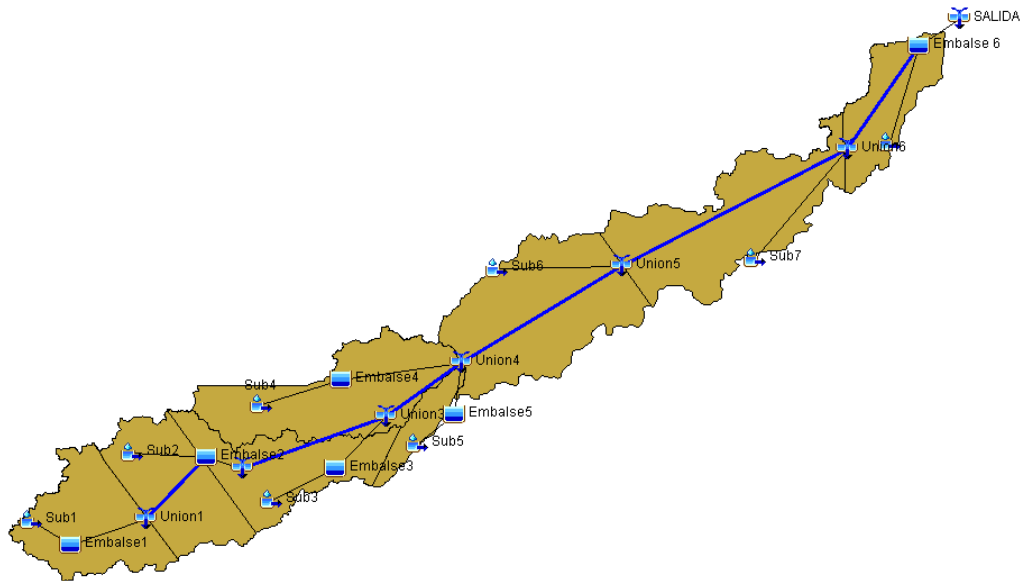 SALIDA
Embalse 6
Union6
Sub7
Union5
Sub6
Union4
Embalse4
Sub4
Union3
Embalse5
Sub5
Sub2
Embalse2
Embalse3
Sub3
Sub1
Union1
Embalse1